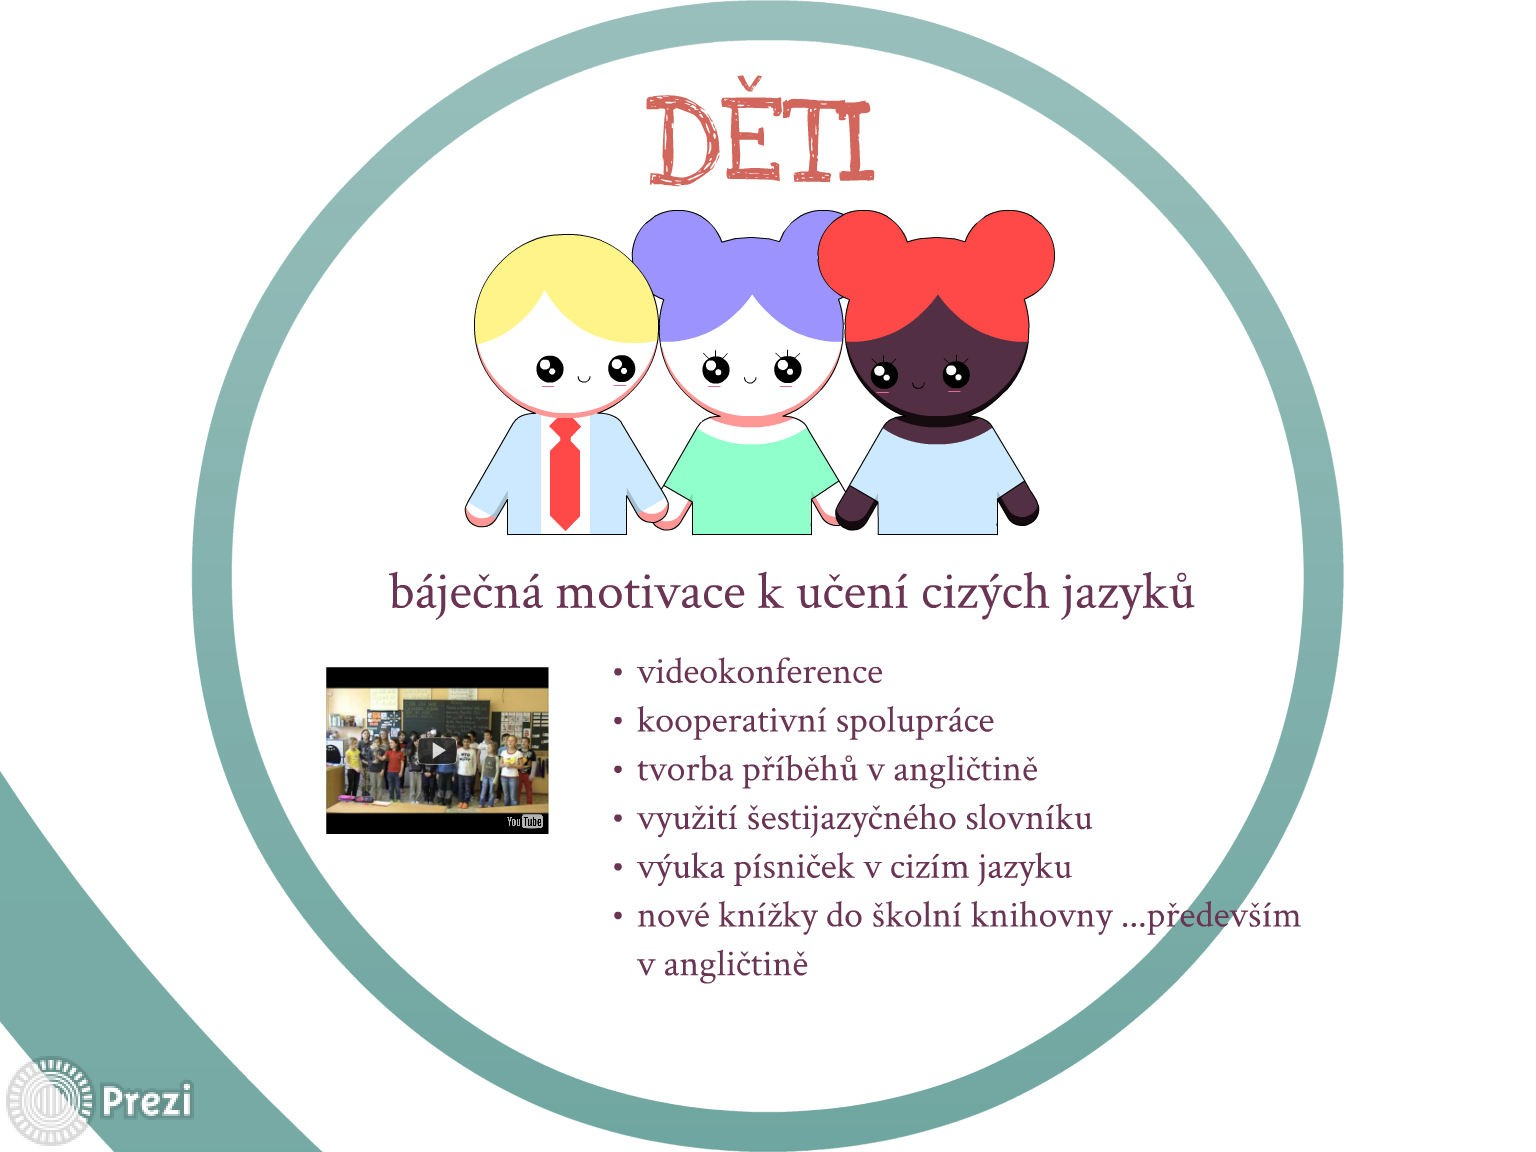 DĚTI
báječná motivace k učení cizých jazyků
• videokonference
• kooperativní spolupráce
• tvorba příběhů v angličtině
• využití šestijazyčného slovníku
• výuka písniček v cizím jazyku
• nové knížky do školní knihovny ...především
v angličtině
YouTube
Prezi